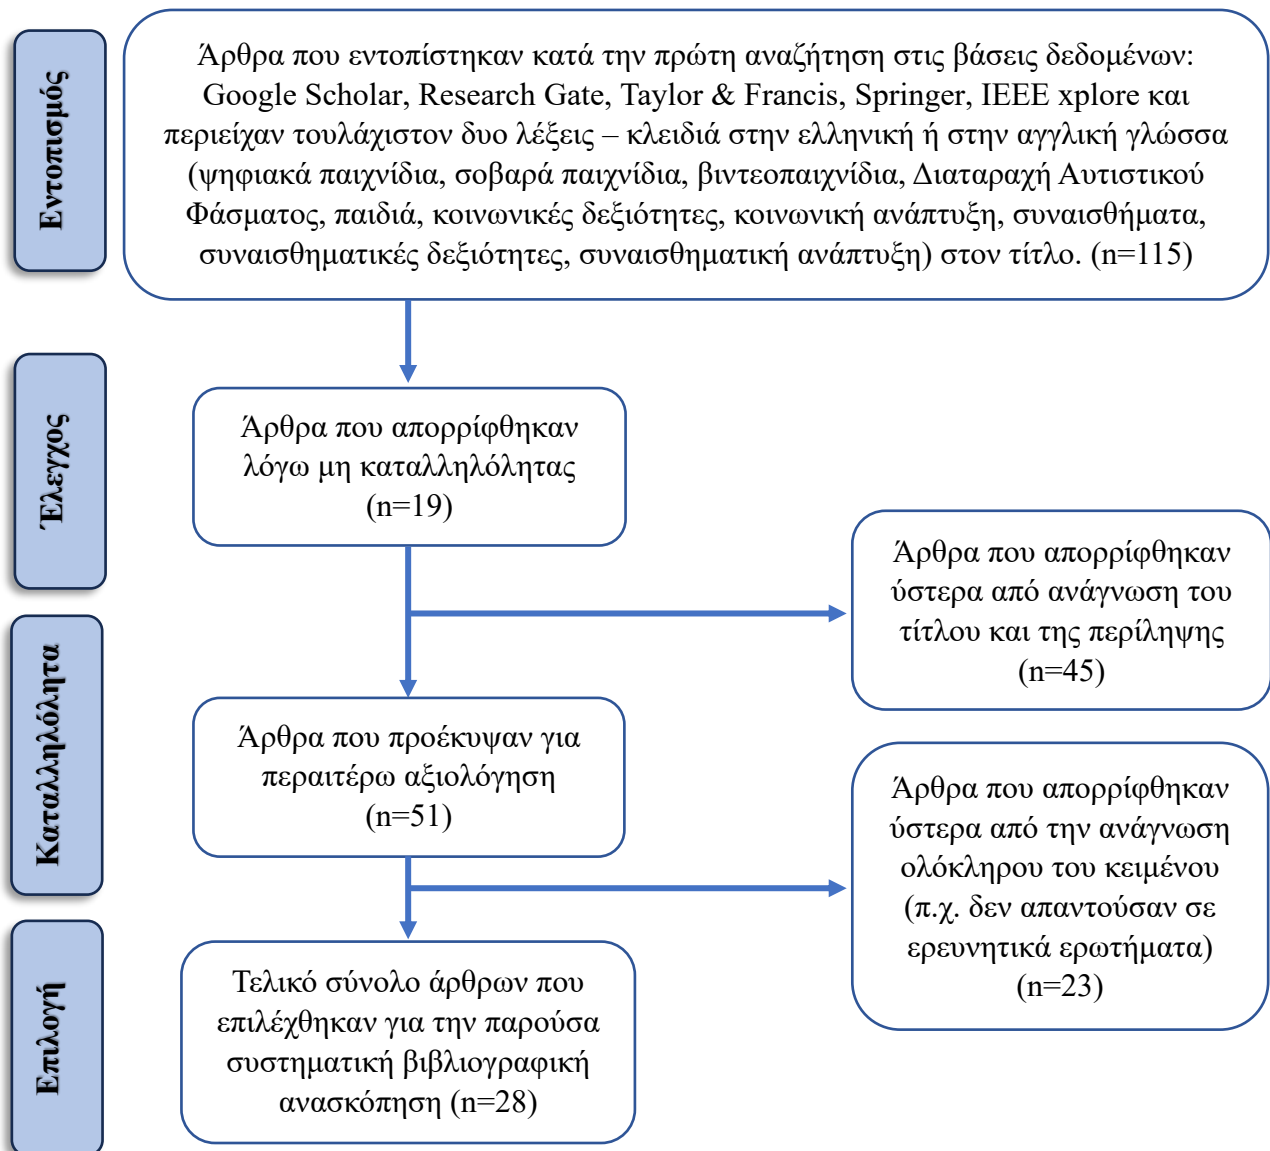 Εντοπισμός
Άρθρα που εντοπίστηκαν κατά την πρώτη αναζήτηση στις βάσεις δεδομένων:
Google Scholar, Research Gate, Taylor & Francis, Springer, IEEE xplore και
περιείχαν τουλάχιστον δυο λέξεις – κλειδιά στην ελληνική ή στην αγγλική γλώσσα
(ψηφιακά παιχνίδια, σοβαρά παιχνίδια, βιντεοπαιχνίδια, Διαταραχή Αυτιστικού
Φάσματος, παιδιά, κοινωνικές δεξιότητες, κοινωνική ανάπτυξη, συναισθήματα,
συναισθηματικές δεξιότητες, συναισθηματική ανάπτυξη) στον τίτλο. (n=115)
Έλεγχος
Άρθρα που απορρίφθηκαν
λόγω μη καταλληλόλητας
(n=19)
Άρθρα που απορρίφθηκαν
ύστερα από ανάγνωση του
τίτλου και της περίληψης
(n=45)
Καταλληλόλητα
Άρθρα που προέκυψαν για
περαιτέρω αξιολόγηση
(n=51)
Άρθρα που απορρίφθηκαν
ύστερα από την ανάγνωση
ολόκληρου του κειμένου
(π.χ. δεν απαντούσαν σε
ερευνητικά ερωτήματα)
(n=23)
Επιλογή
Τελικό σύνολο άρθρων που
επιλέχθηκαν για την παρούσα
συστηματική βιβλιογραφική
ανασκόπηση (n=28)